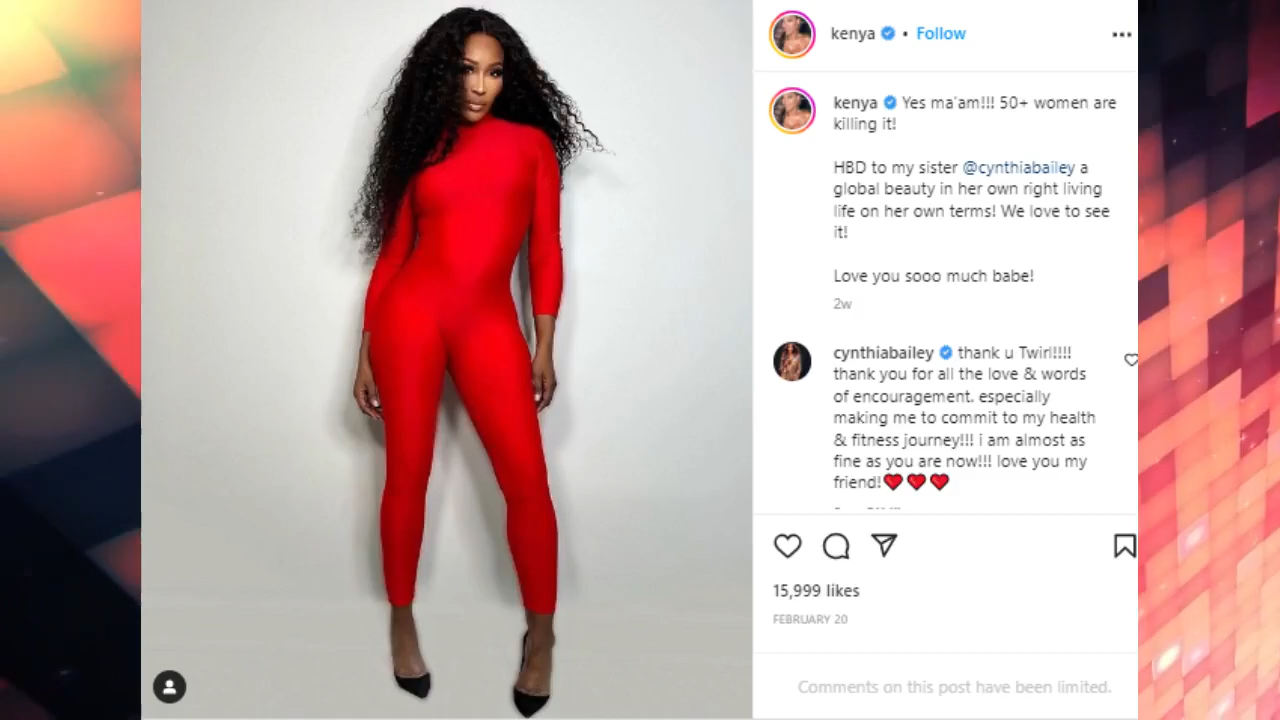 kenya • Follow
kenya Yes ma'am!!! 50+ women are
killing it!
HBD to my sister @cynthiabailey a
global beauty in her own right living
life on her own terms! We love to see
it!
Love you sooo much babe!
2w
cynthiabailey thank u Twirl!!!!
thank you for all the love & words
of encouragement. especially
making me to commit to my health
& fitness journey!!! i am almost as
fine as you are now!!! love you my
friend!❤️❤️❤️
15,999 likes
FEBRUARY 20
Comments on this post have been limited.